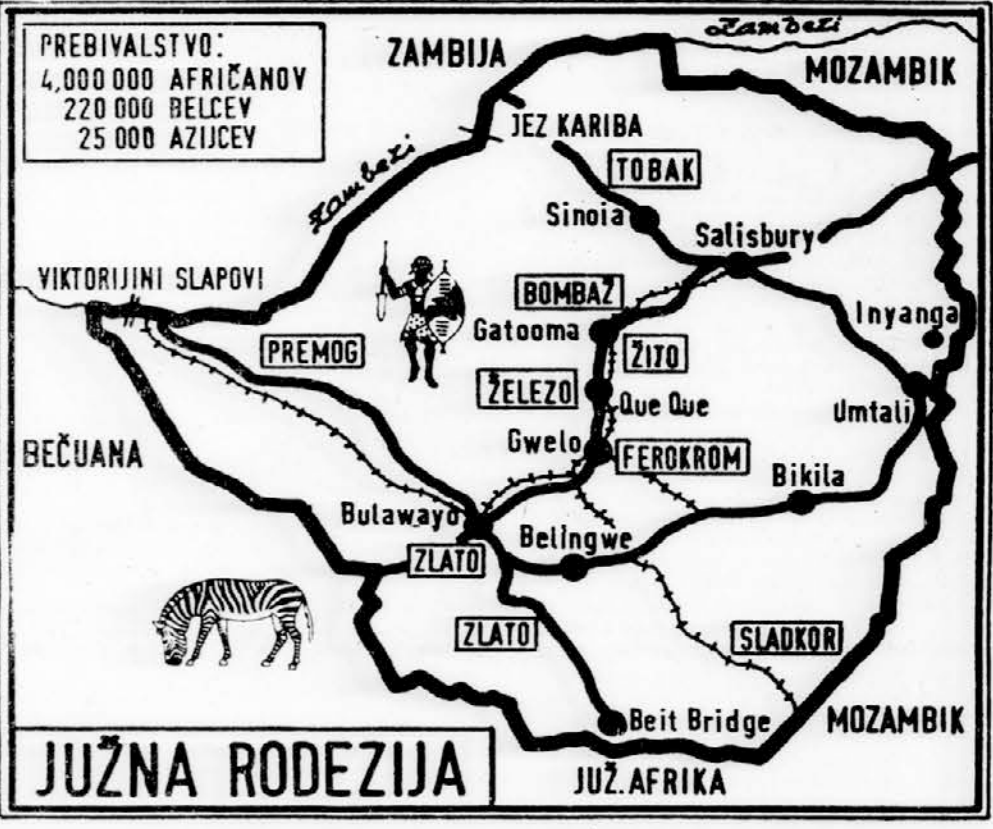 PREBIVALSTVO:
4,000 000 AFRIČANOV
220 000 BELCEV
25 000 AZIJCEV
ZAMBIJA
Zambezi
MOZAMBIK
JEZ KARIBA
Zambezi
TOBAK
Sinoia
Salisbury
VIKTORIJINI SLAPOVI
BOMBAŽ
Inyanga
Gatooma
PREMOG
ŽITO
ŽELEZO
Que Que
Umtali
BEČUANA
Gwelo
FEROKROM
Bikila
Bulawayo
Belingwe
ZLATO
ZLATO
SLADKOR
Beit Bridge
MOZAMBIK
JUŽNA RODEZIJA
JUŽ. AFRIKA